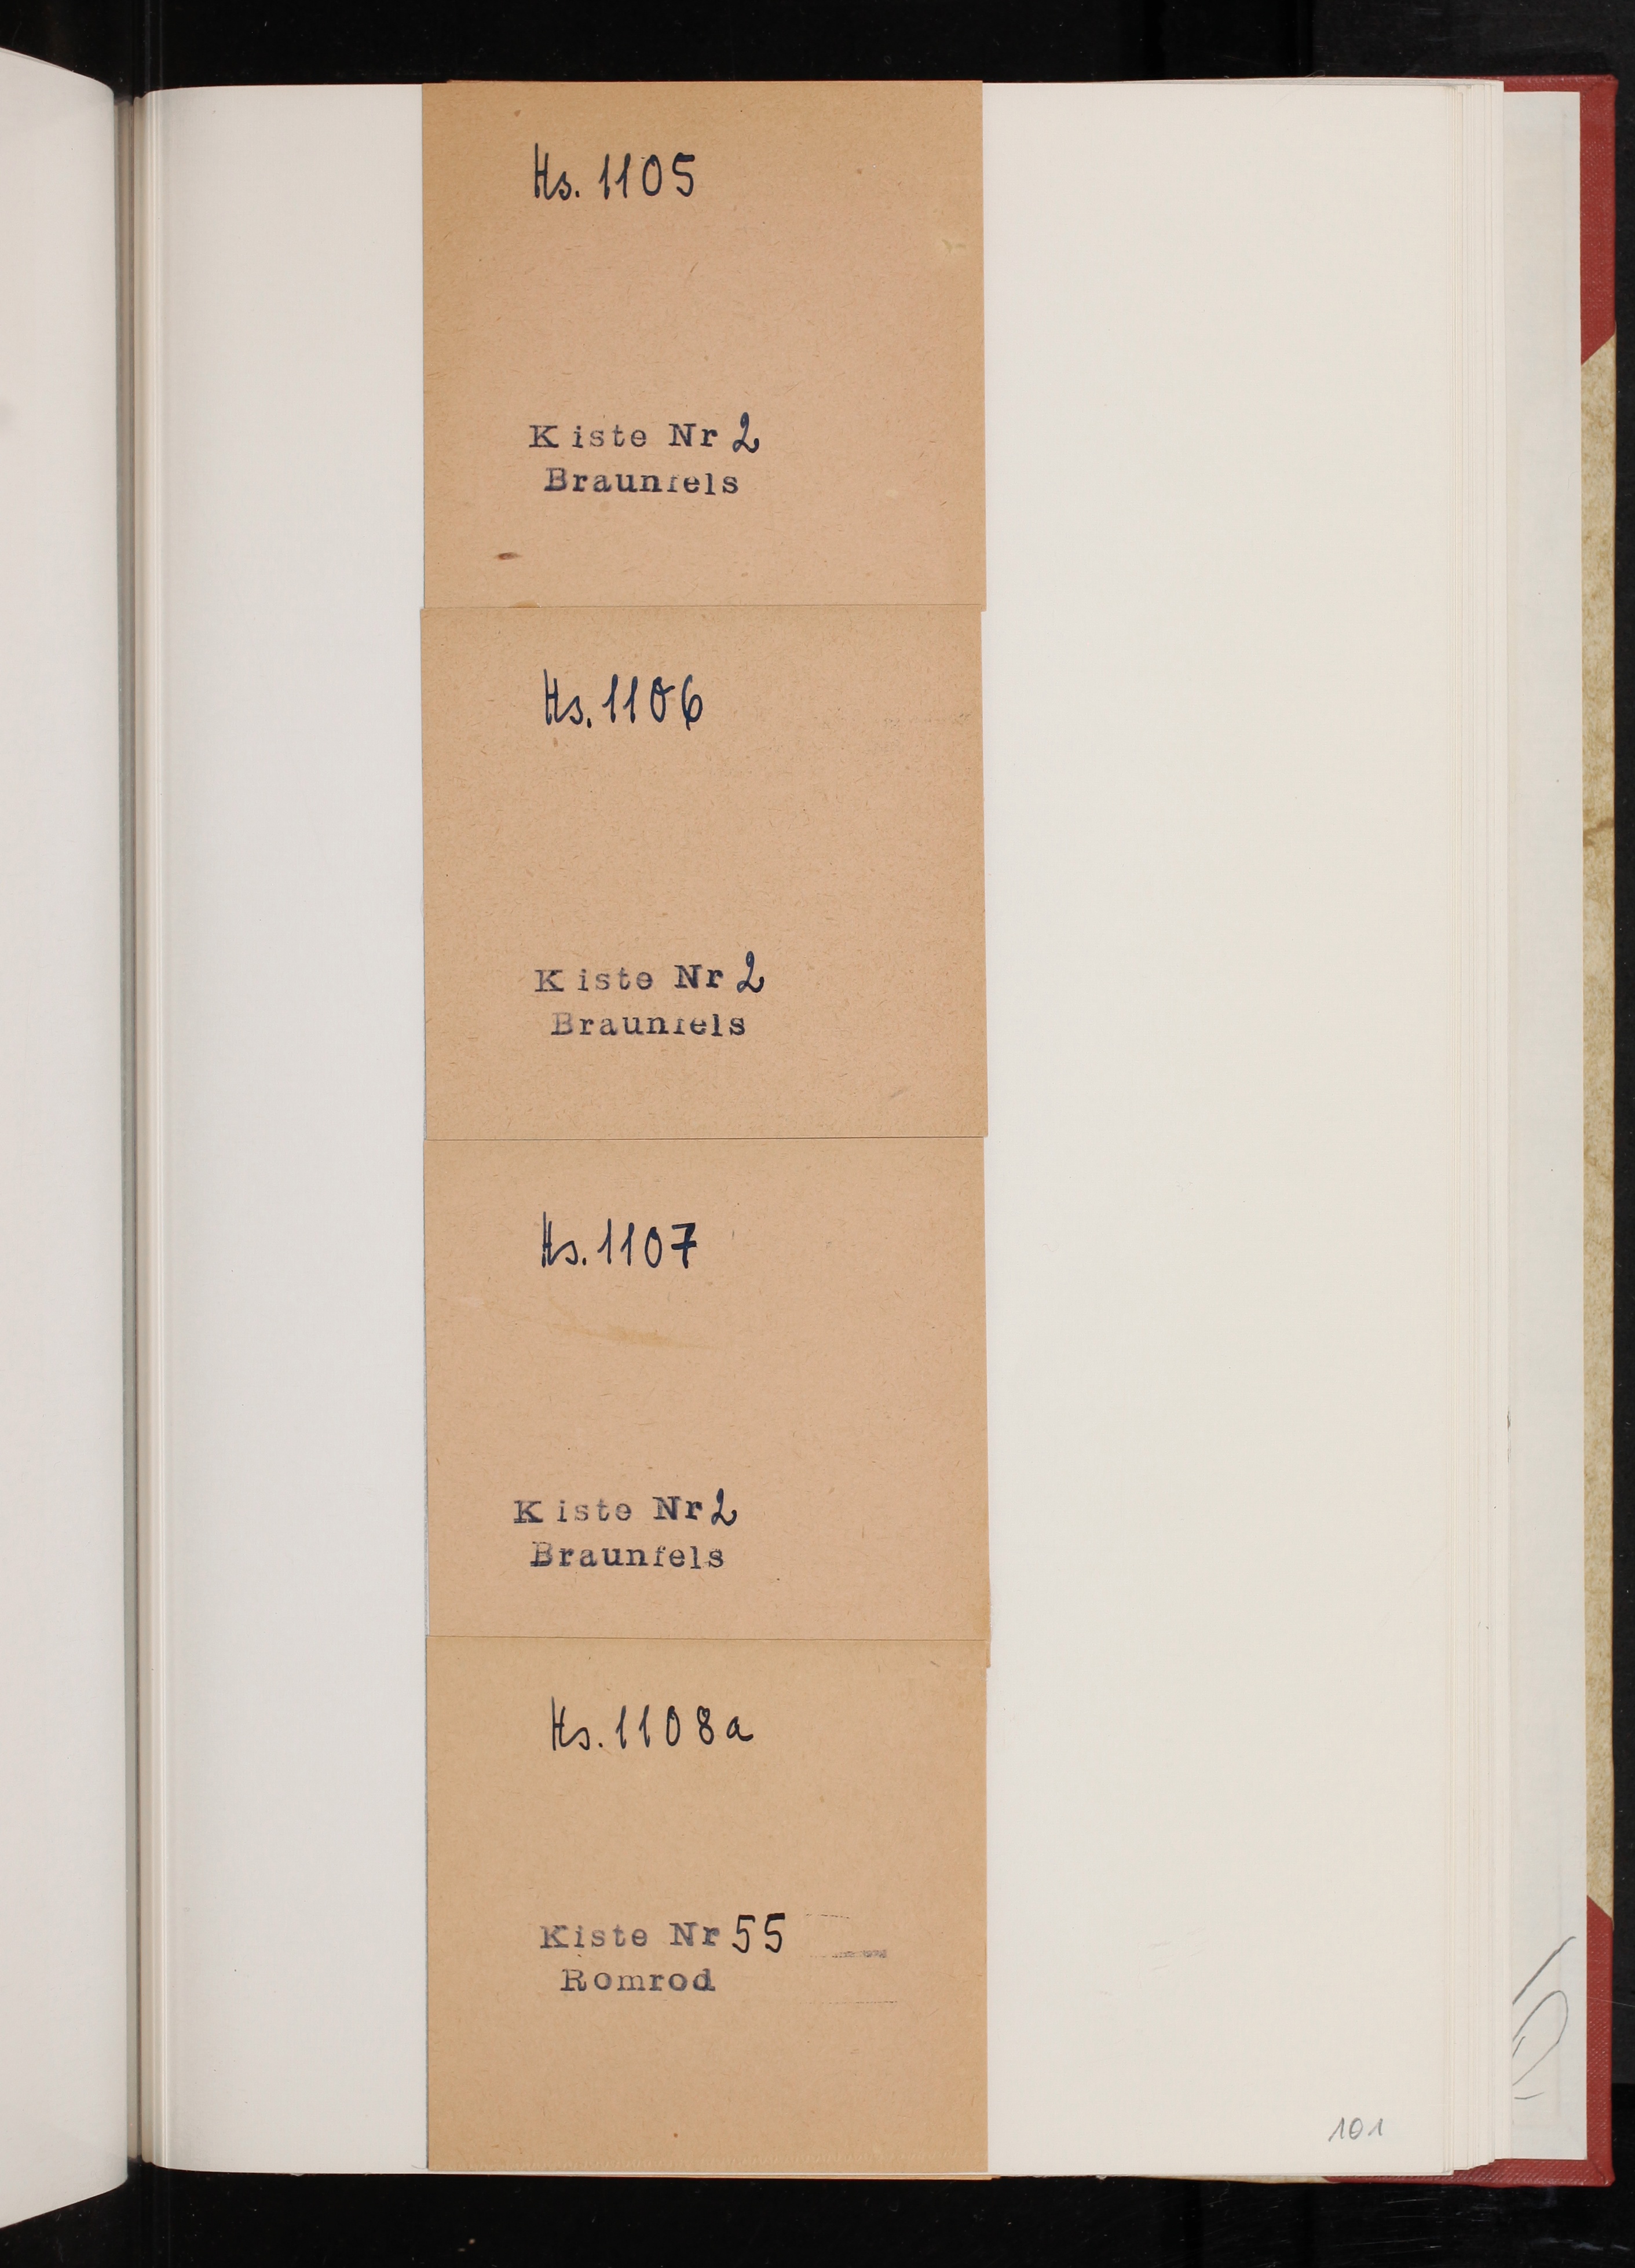 Hs. 1105
Kiste Nr 2
Braunfels
Hs. 1106
Kiste Nr 2
Braunfels
Hs. 1107
Kiste Nr 2
Braunfels
Hs. 1108a
Kiste Nr 55
Romrod
101